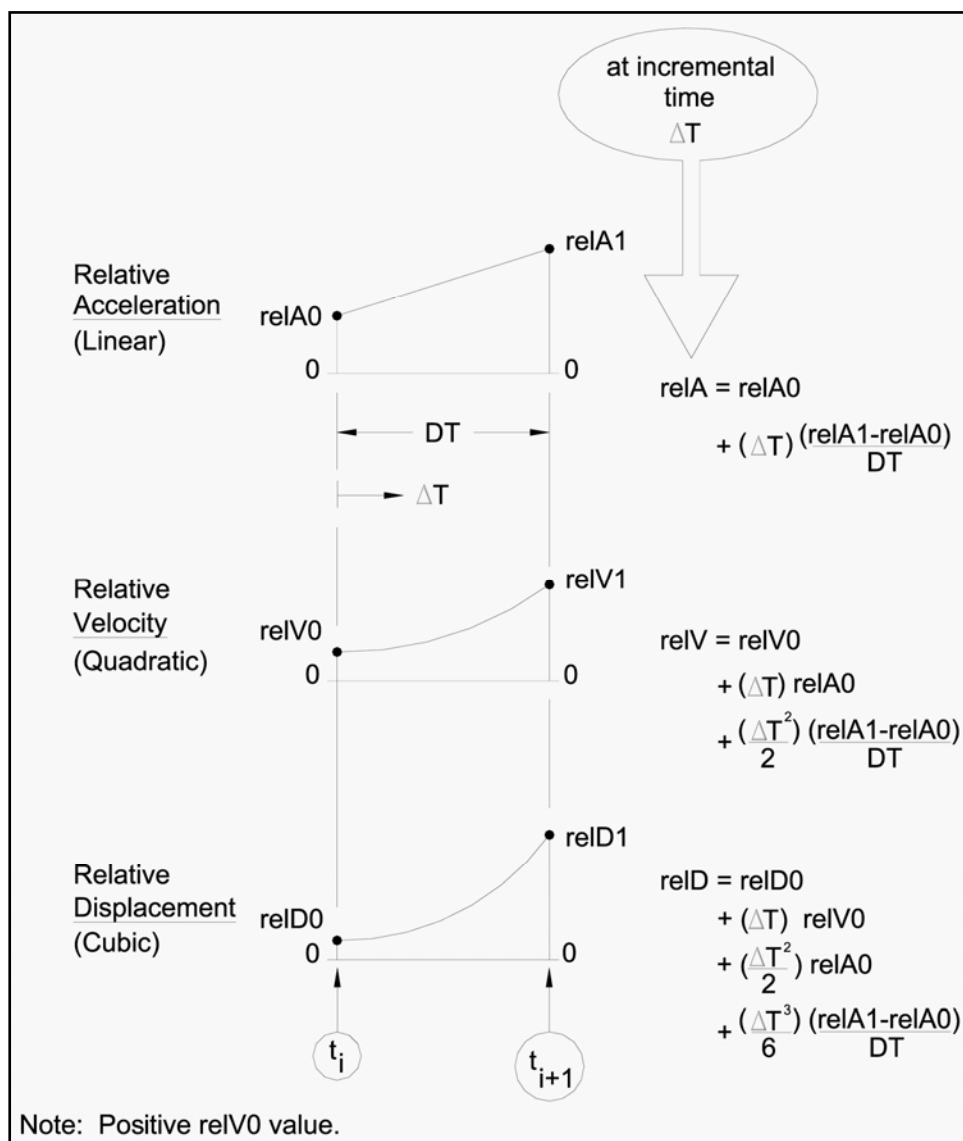 at incremental
time
ΔT
relA1
Relative
Acceleration
(Linear)
relA0
0
0
relA = relA0
+ (ΔT) (relA1-relA0)
DT
DT
ΔT
Relative
Velocity
(Quadratic)
relV1
relV0
0
0
relV = relV0
+ (ΔT) relA0
+ (ΔT²) (relA1-relA0)
2 DT
Relative
Displacement
(Cubic)
relD1
relD0
0
0
relD = relD0
+ (ΔT) relV0
+ (ΔT²) relA0
2
+ (ΔT³) (relA1-relA0)
6 DT
t i
t i+1
Note: Positive relV0 value.